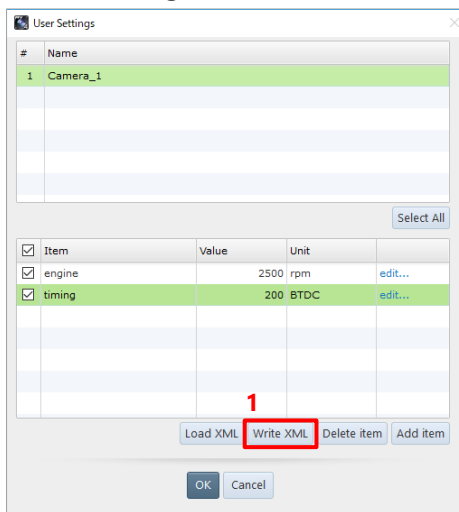 User Settings
# Name
1 Camera_1
Select All
Item Value Unit
engine 2500 rpm edit...
timing 200 BTDC edit...
1
Load XML Write XML Delete item Add item
OK Cancel